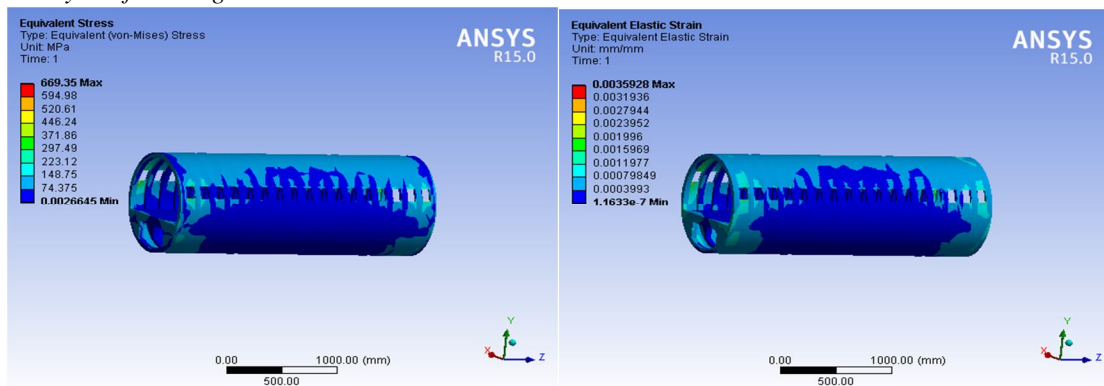 Equivalent Stress
Type: Equivalent (von-Mises) Stress
Unit: MPa
Time: 1
ANSYS
R15.0
669.35 Max
594.98
520.61
446.24
371.86
297.49
223.12
148.75
74.375
0.0026645 Min
Y
X
Z
0.00
1000.00 (mm)
500.00
Equivalent Elastic Strain
Type: Equivalent Elastic Strain
Unit: mm/mm
Time: 1
ANSYS
R15.0
0.0035928 Max
0.0031936
0.0027944
0.0023952
0.001996
0.0015969
0.0011977
0.00079849
0.0003993
1.1633e-7 Min
Y
X
Z
0.00
1000.00 (mm)
500.00